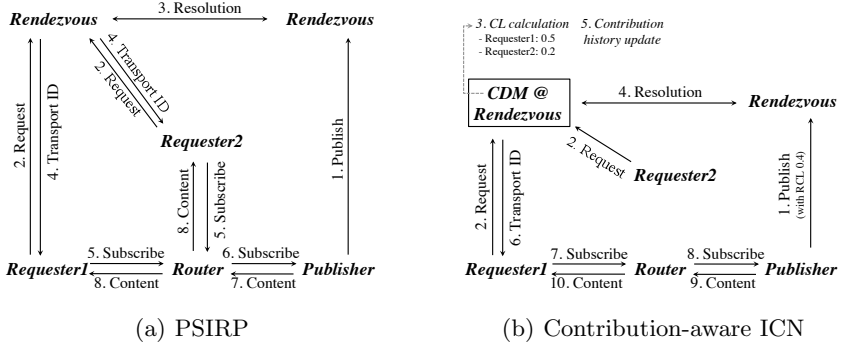 Rendezvous
3. Resolution
Rendezvous
2. Request
4. Transport ID
4. Transport ID
2. Request
Requester2
1. Publish
8. Content
5. Subscribe
Requester1
5. Subscribe
8. Content
Router
6. Subscribe
7. Content
Publisher
(a) PSIRP
3. CL calculation
- Requester1: 0.5
- Requester2: 0.2
5. Contribution
history update
CDM @
Rendezvous
4. Resolution
Rendezvous
2. Request
6. Transport ID
2. Request
Requester2
1. Publish
(with RCL 0.4)
Requester1
7. Subscribe
10. Content
Router
8. Subscribe
9. Content
Publisher
(b) Contribution-aware ICN